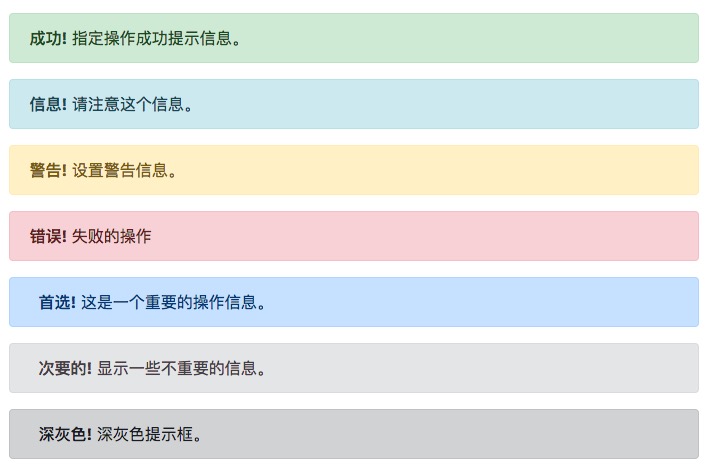 成功! 指定操作成功提示信息。
信息! 请注意这个信息。
警告! 设置警告信息。
错误! 失败的操作
首选! 这是一个重要的操作信息。
次要的! 显示一些不重要的信息。
深灰色! 深灰色提示框。